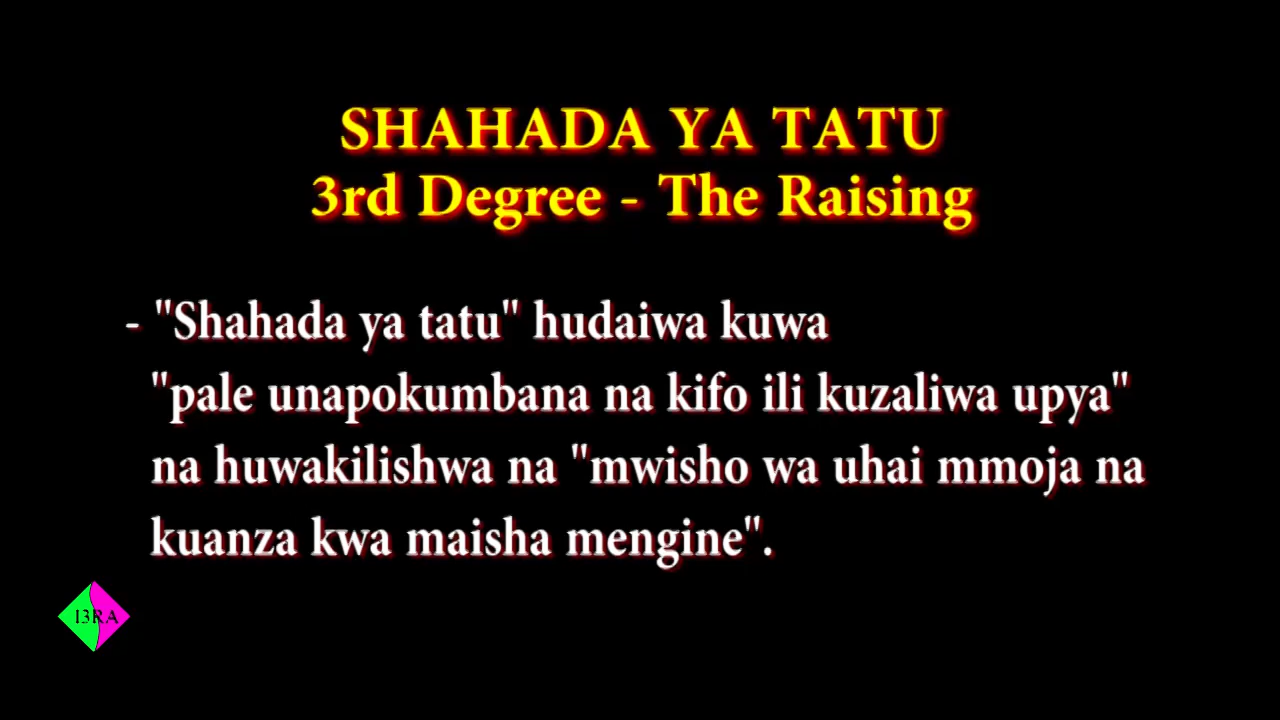 SHAHADA YA TATU
3rd Degree - The Raising
- "Shahada ya tatu" hudaiwa kuwa
"pale unapokumbana na kifo ili kuzaliwa upya"
na huwakilishwa na "mwisho wa uhai mmoja na
kuanza kwa maisha mengine".
I3RA